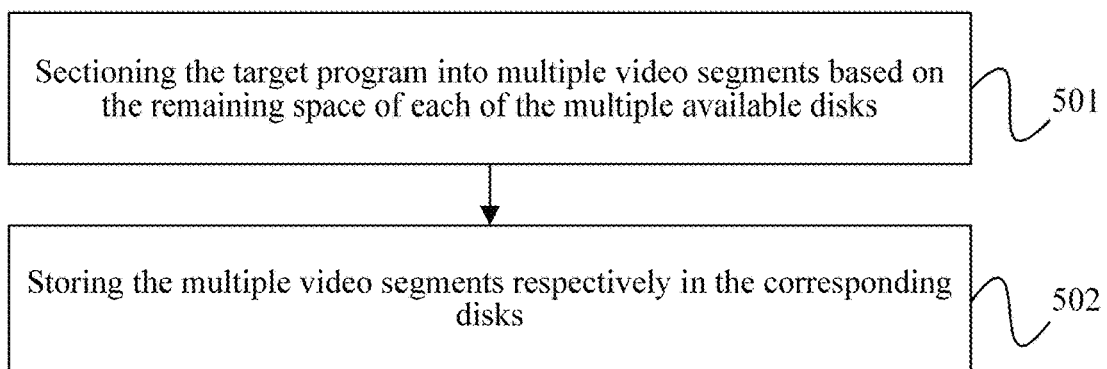 Sectioning the target program into multiple video segments based on
the remaining space of each of the multiple available disks
501
Storing the multiple video segments respectively in the corresponding
disks
502